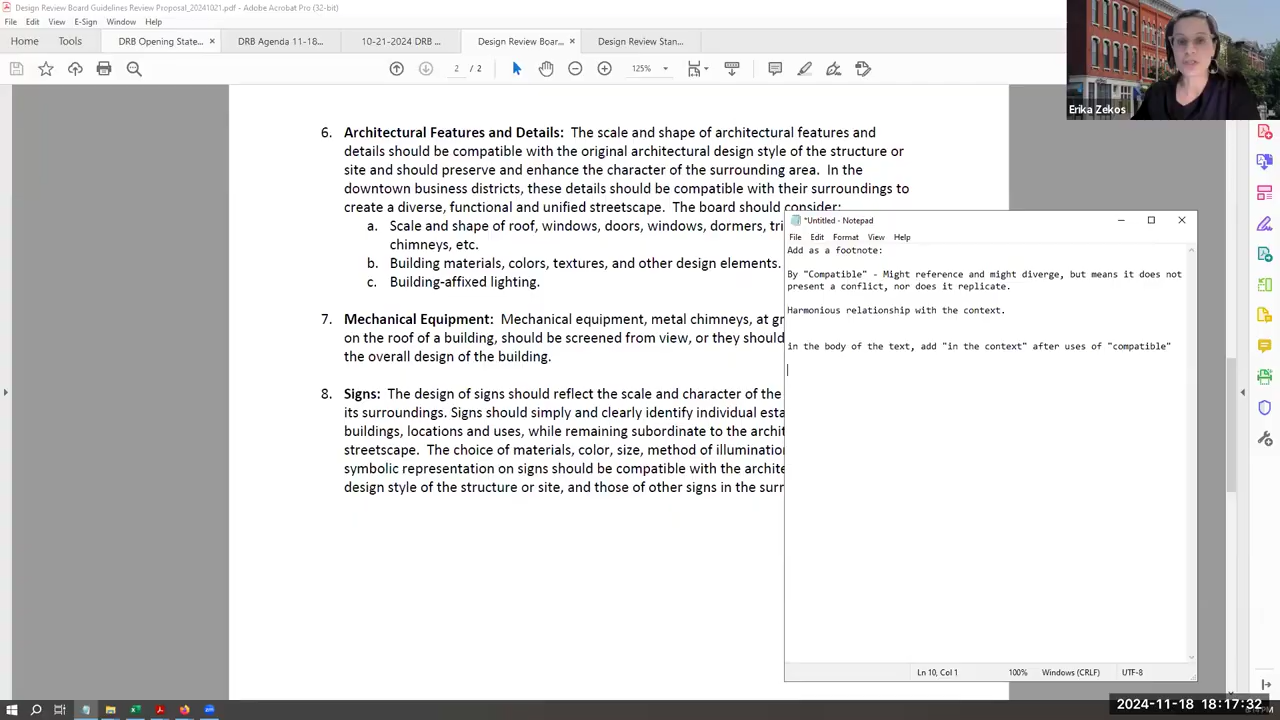 Design Review Board Guidelines Review Proposal_20241021.pdf - Adobe Acrobat Pro (32-bit)
File Edit View E-Sign Window Help
Home Tools DRB Opening State... × DRB Agenda 11-18... 10-21-2024 DRB ... Design Review Boar... × Design Review Stan...
2 / 2 125%
Erika Zekos
6. Architectural Features and Details: The scale and shape of architectural features and
details should be compatible with the original architectural design style of the structure or
site and should preserve and enhance the character of the surrounding area. In the
downtown business districts, these details should be compatible with their surroundings to
create a diverse, functional and unified streetscape. The board should consider:
a. Scale and shape of roof, windows, doors, windows, dormers, tri
chimneys, etc.
b. Building materials, colors, textures, and other design elements.
c. Building-affixed lighting.
7. Mechanical Equipment: Mechanical equipment, metal chimneys, at gr
on the roof of a building, should be screened from view, or they should
the overall design of the building.
8. Signs: The design of signs should reflect the scale and character of the
its surroundings. Signs should simply and clearly identify individual esta
buildings, locations and uses, while remaining subordinate to the archit
streetscape. The choice of materials, color, size, method of illumination
symbolic representation on signs should be compatible with the archite
design style of the structure or site, and those of other signs in the surr
*Untitled - Notepad
File Edit Format View Help
Add as a footnote:
By "Compatible" - Might reference and might diverge, but means it does not
present a conflict, nor does it replicate.
Harmonious relationship with the context.
in the body of the text, add "in the context" after uses of "compatible"
Ln 10, Col 1 100% Windows (CRLF) UTF-8
2024-11-18 18:17:32